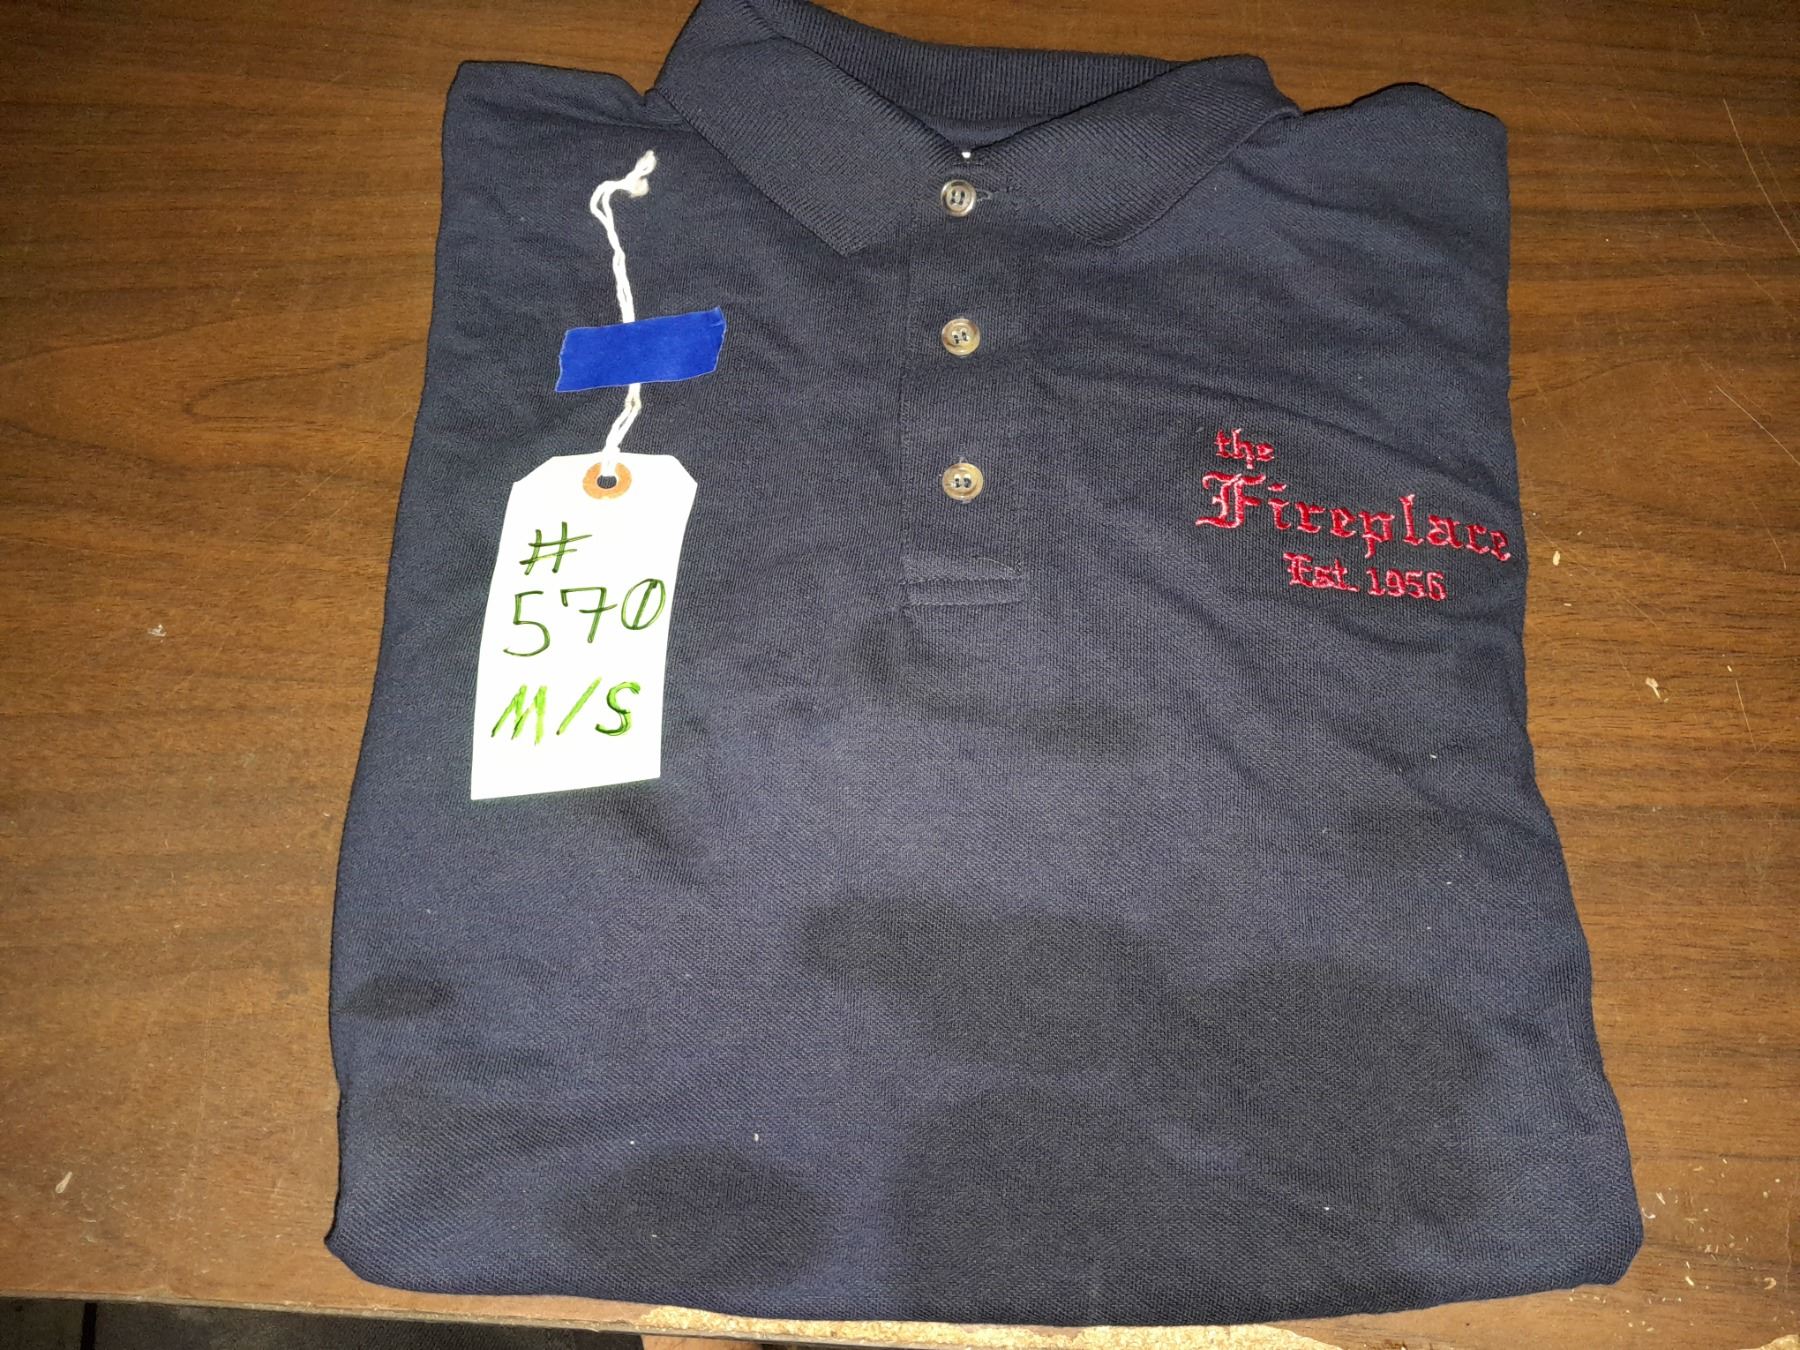 #
570
M/S
the
Fireplace
Est. 1956